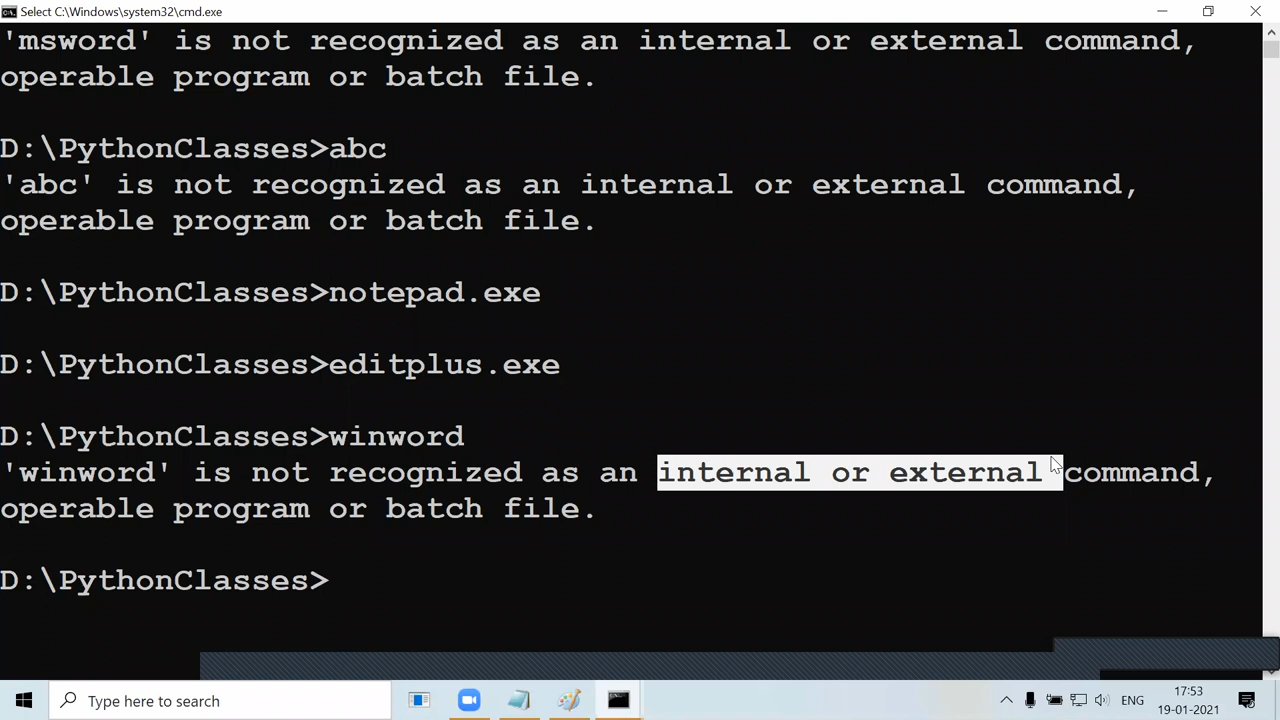 Select C:\Windows\system32\cmd.exe
'msword' is not recognized as an internal or external command,
operable program or batch file.
D:\PythonClasses>abc
'abc' is not recognized as an internal or external command,
operable program or batch file.
D:\PythonClasses>notepad.exe
D:\PythonClasses>editplus.exe
D:\PythonClasses>winword
'winword' is not recognized as an internal or external command,
operable program or batch file.
D:\PythonClasses>
Type here to search
ENG
17:53
19-01-2021